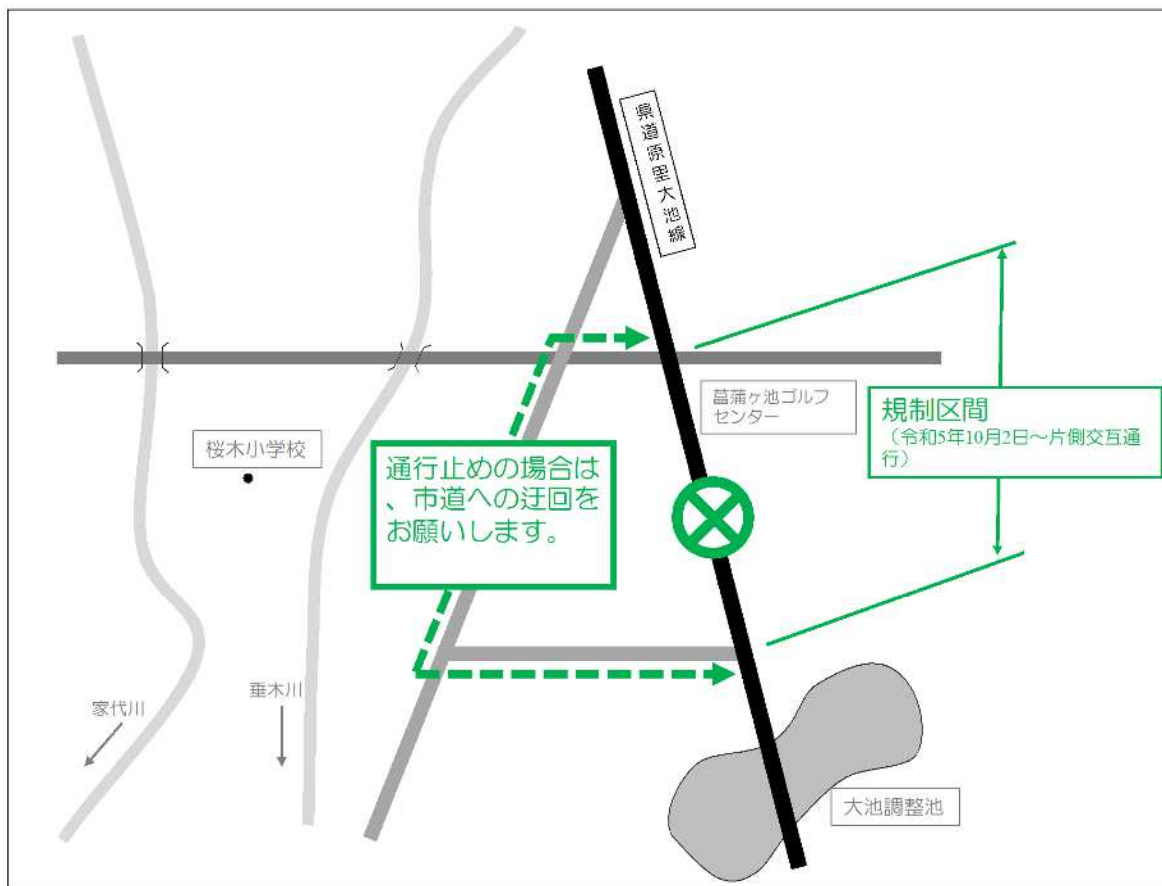 県道原里大池線
菖蒲ヶ池ゴルフ
センター
規制区間
（令和5年10月2日～片側交互通
行）
桜木小学校
通行止めの場合は
、市道への迂回を
お願いします。
垂木川
家代川
大池調整池